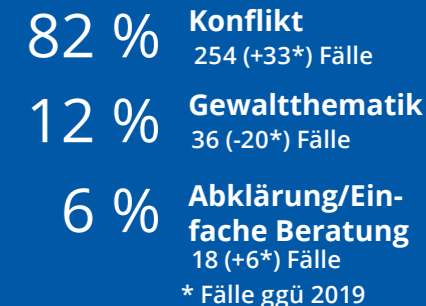 82 % Konflikt
254 (+33*) Fälle
12 % Gewaltthematik
36 (-20*) Fälle
6 % Abklärung/Ein-
fache Beratung
18 (+6*) Fälle
* Fälle ggü 2019